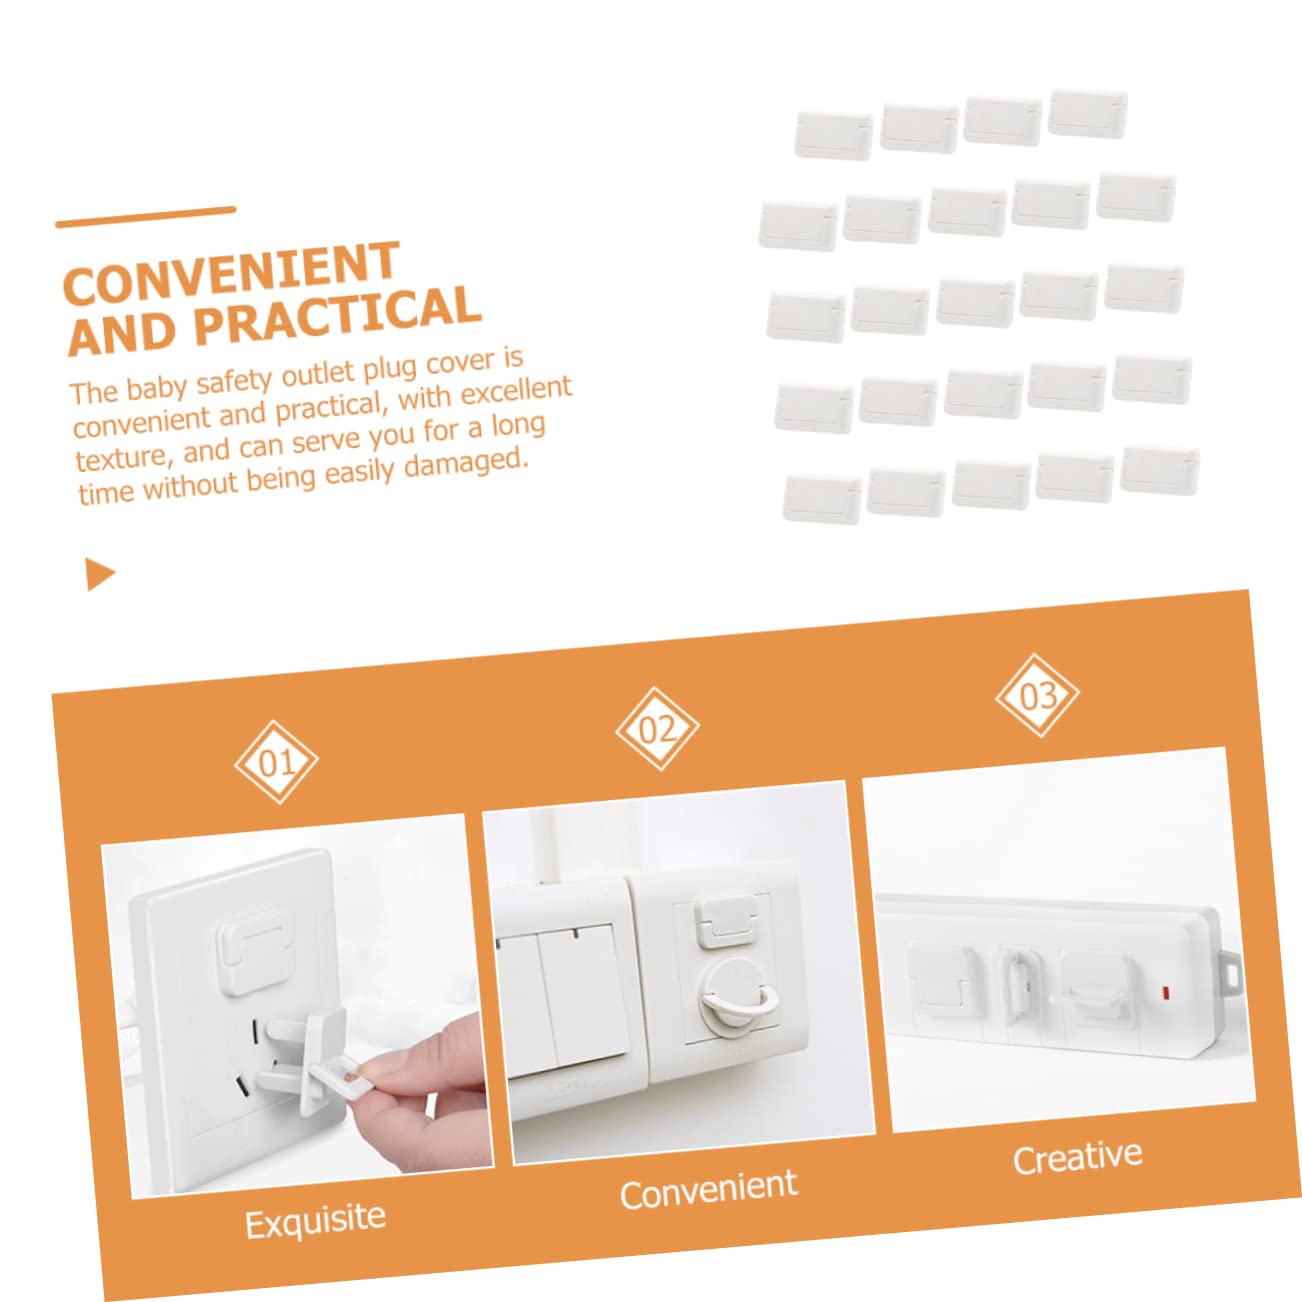 CONVENIENT
AND PRACTICAL
The baby safety outlet plug cover is
convenient and practical, with excellent
texture, and can serve you for a long
time without being easily damaged.
01
02
03
Exquisite
Convenient
Creative